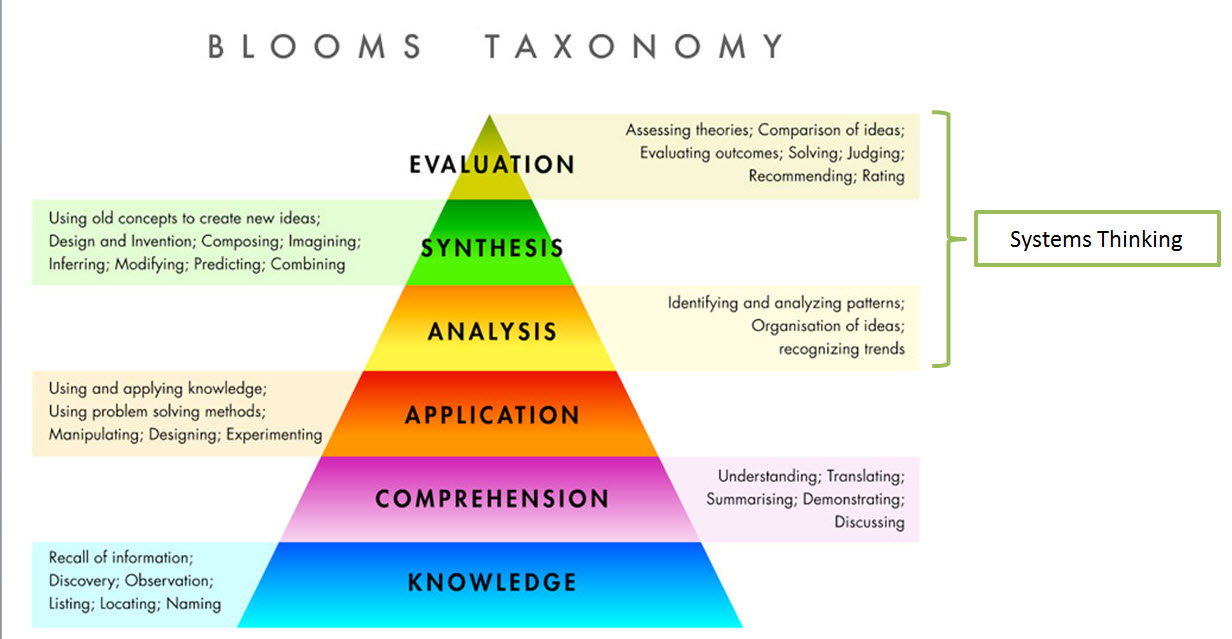 BLOOMS TAXONOMY
EVALUATION
Assessing theories; Comparison of ideas;
Evaluating outcomes; Solving; Judging;
Recommending; Rating
Systems Thinking
Using old concepts to create new ideas;
Design and Invention; Composing; Imagining;
Inferring; Modifying; Predicting; Combining
SYNTHESIS
ANALYSIS
Identifying and analyzing patterns;
Organisation of ideas;
recognizing trends
Using and applying knowledge;
Using problem solving methods;
Manipulating; Designing; Experimenting
APPLICATION
COMPREHENSION
Understanding; Translating;
Summarising; Demonstrating;
Discussing
Recall of information;
Discovery; Observation;
Listing; Locating; Naming
KNOWLEDGE